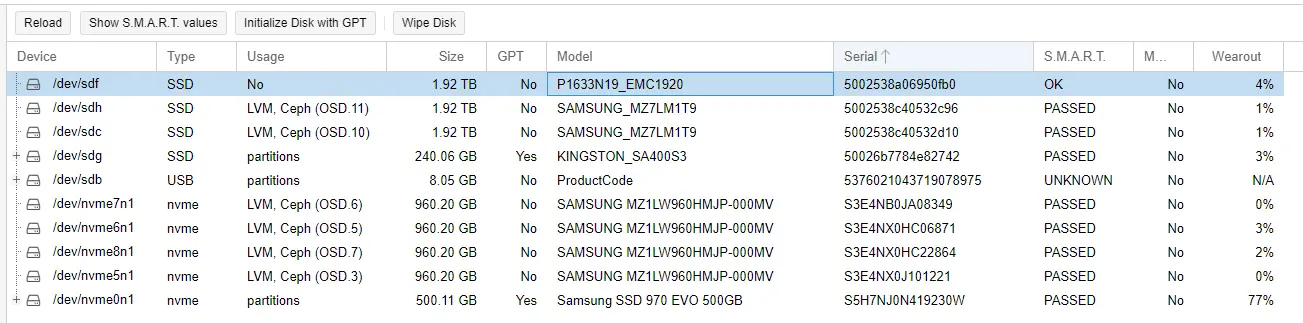 Reload Show S.M.A.R.T. values Initialize Disk with GPT Wipe Disk
Device Type Usage Size GPT Model Serial ↑ S.M.A.R.T. M... Wearout
/dev/sdf SSD No 1.92 TB No P1633N19_EMC1920 5002538a06950fb0 OK No 4%
/dev/sdh SSD LVM, Ceph (OSD.11) 1.92 TB No SAMSUNG_MZ7LM1T9 5002538c40532c96 PASSED No 1%
/dev/sdc SSD LVM, Ceph (OSD.10) 1.92 TB No SAMSUNG_MZ7LM1T9 5002538c40532d10 PASSED No 1%
/dev/sdg SSD partitions 240.06 GB Yes KINGSTON_SA400S3 50026b7784e82742 PASSED No 3%
/dev/sdb USB partitions 8.05 GB No ProductCode 5376021043719078975 UNKNOWN No N/A
/dev/nvme7n1 nvme LVM, Ceph (OSD.6) 960.20 GB No SAMSUNG MZ1LW960HMJP-000MV S3E4NB0JA08349 PASSED No 0%
/dev/nvme6n1 nvme LVM, Ceph (OSD.5) 960.20 GB No SAMSUNG MZ1LW960HMJP-000MV S3E4NX0HC06871 PASSED No 3%
/dev/nvme8n1 nvme LVM, Ceph (OSD.7) 960.20 GB No SAMSUNG MZ1LW960HMJP-000MV S3E4NX0HC22864 PASSED No 2%
/dev/nvme5n1 nvme LVM, Ceph (OSD.3) 960.20 GB No SAMSUNG MZ1LW960HMJP-000MV S3E4NX0J101221 PASSED No 0%
/dev/nvme0n1 nvme partitions 500.11 GB Yes Samsung SSD 970 EVO 500GB S5H7NJ0N419230W PASSED No 77%